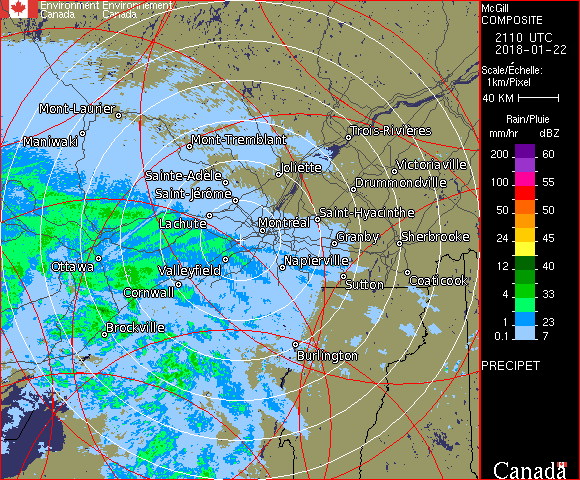 Environment Environnement
Canada Canada
McGill
COMPOSITE
2110 UTC
2018-01-22
Scale/Échelle:
1km/Pixel
40 KM
Rain/Pluie
mm/hr dBZ
200 60
100 55
50 50
24 45
12 40
4 33
1 23
0.1 7
PRECIPET
Canada
Mont-Laurier
Maniwaki
Mont-Tremblant
Trois-Rivières
Joliette
Victoriaville
Sainte-Adèle
Drummondville
Saint-Jérôme
Lachute
Montréal
Saint-Hyacinthe
Granby
Sherbrooke
Ottawa
Valleyfield
Napierville
Cornwall
Sutton
Coaticook
Brockville
Burlington